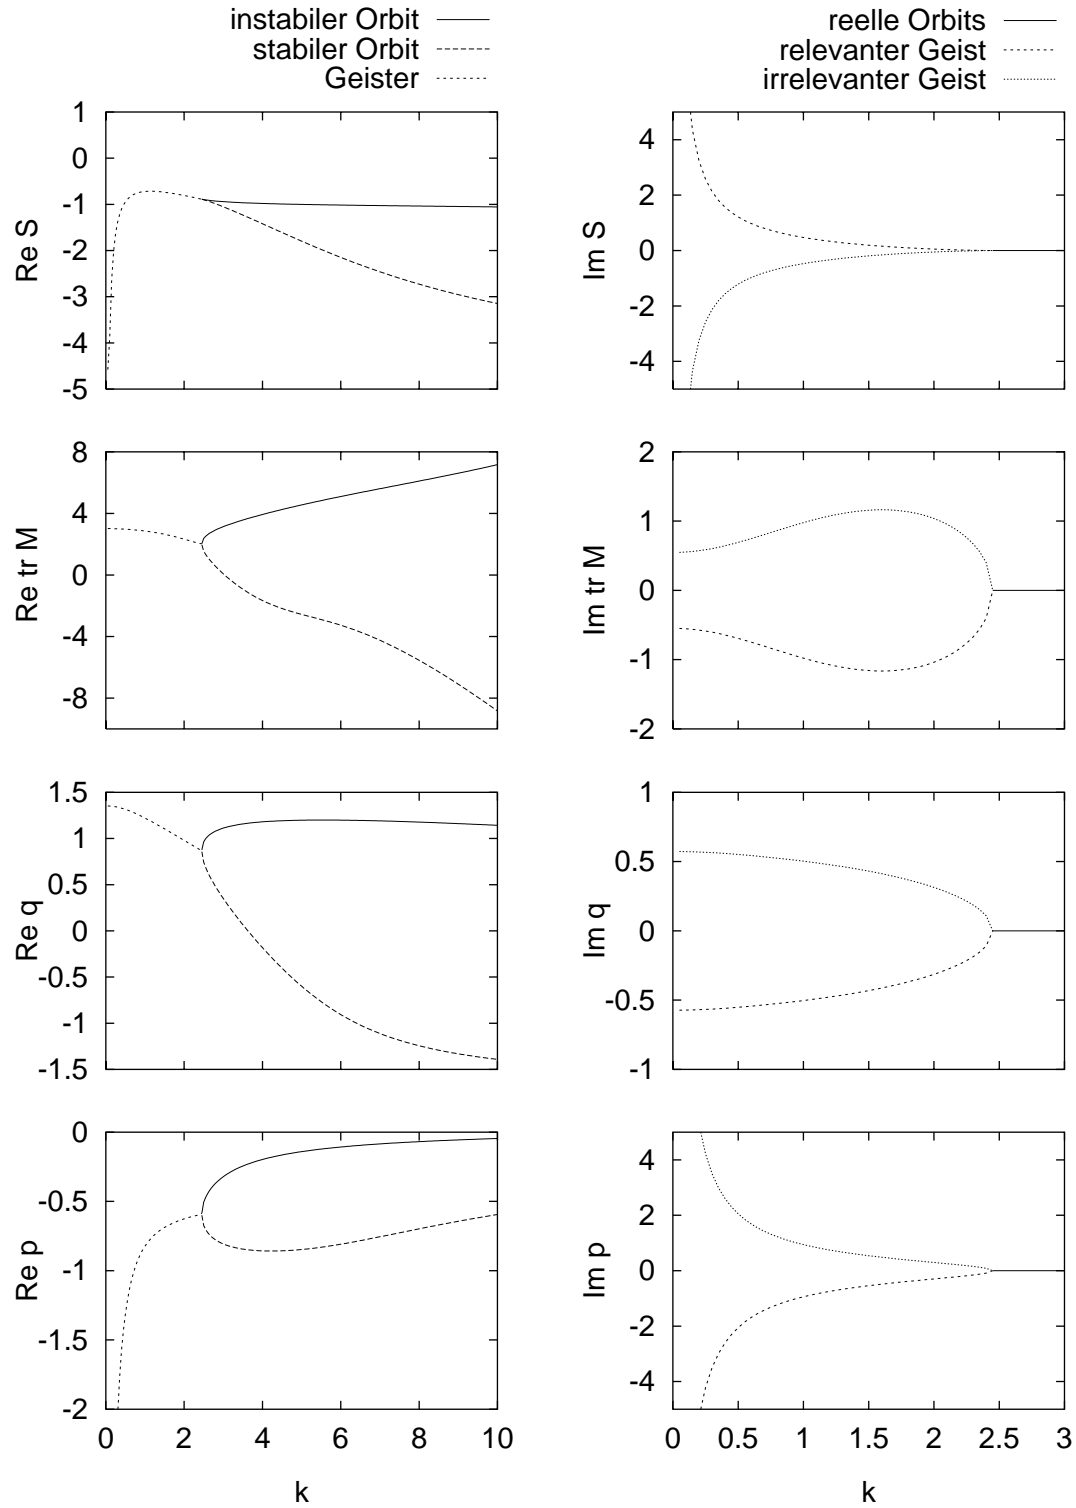 instabiler Orbit
stabiler Orbit
Geister
reelle Orbits
relevanter Geist
irrelevanter Geist
Re S
1
0
-1
-2
-3
-4
-5
Im S
4
2
0
-2
-4
Re tr M
8
4
0
-4
-8
Im tr M
2
1
0
-1
-2
Re q
1.5
1
0.5
0
-0.5
-1
-1.5
Im q
1
0.5
0
-0.5
-1
Re p
0
-0.5
-1
-1.5
-2
0 2 4 6 8 10
k
Im p
4
2
0
-2
-4
0 0.5 1 1.5 2 2.5 3
k